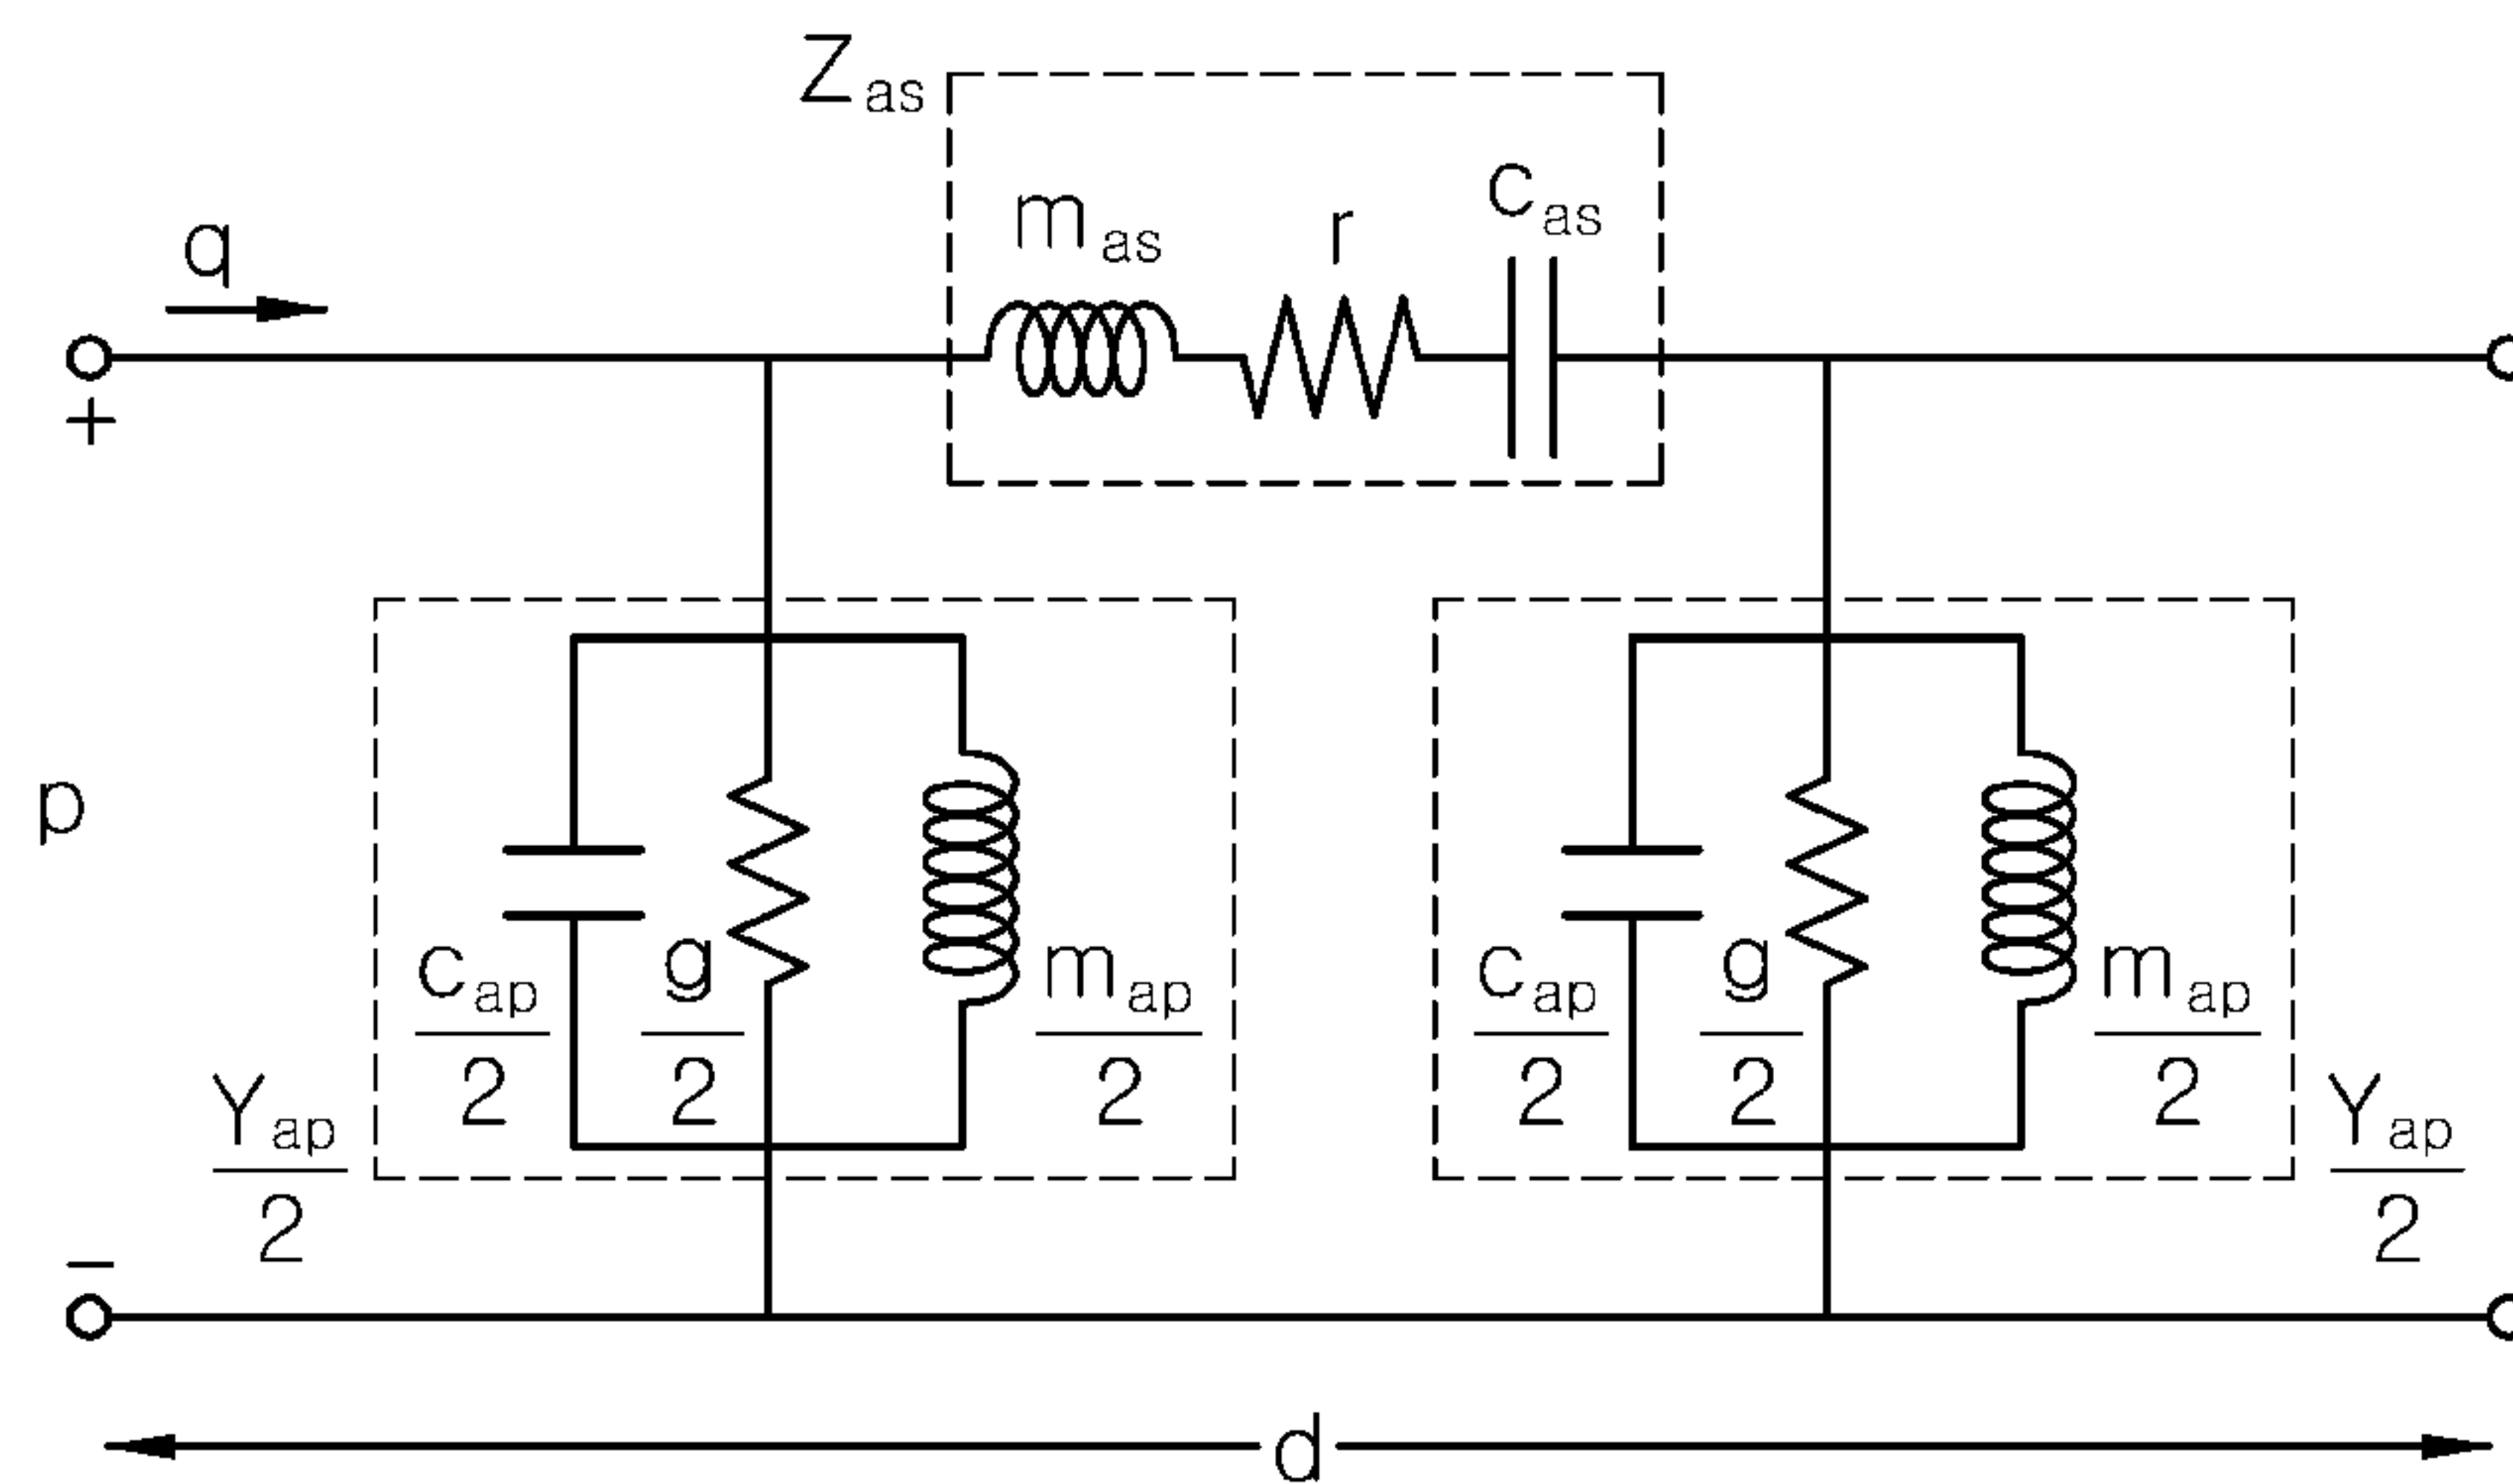 Z_as
m_as r c_as
q
+
p
c_ap/2 g/2 m_ap/2 c_ap/2 g/2 m_ap/2
Y_ap/2 Y_ap/2
−
d